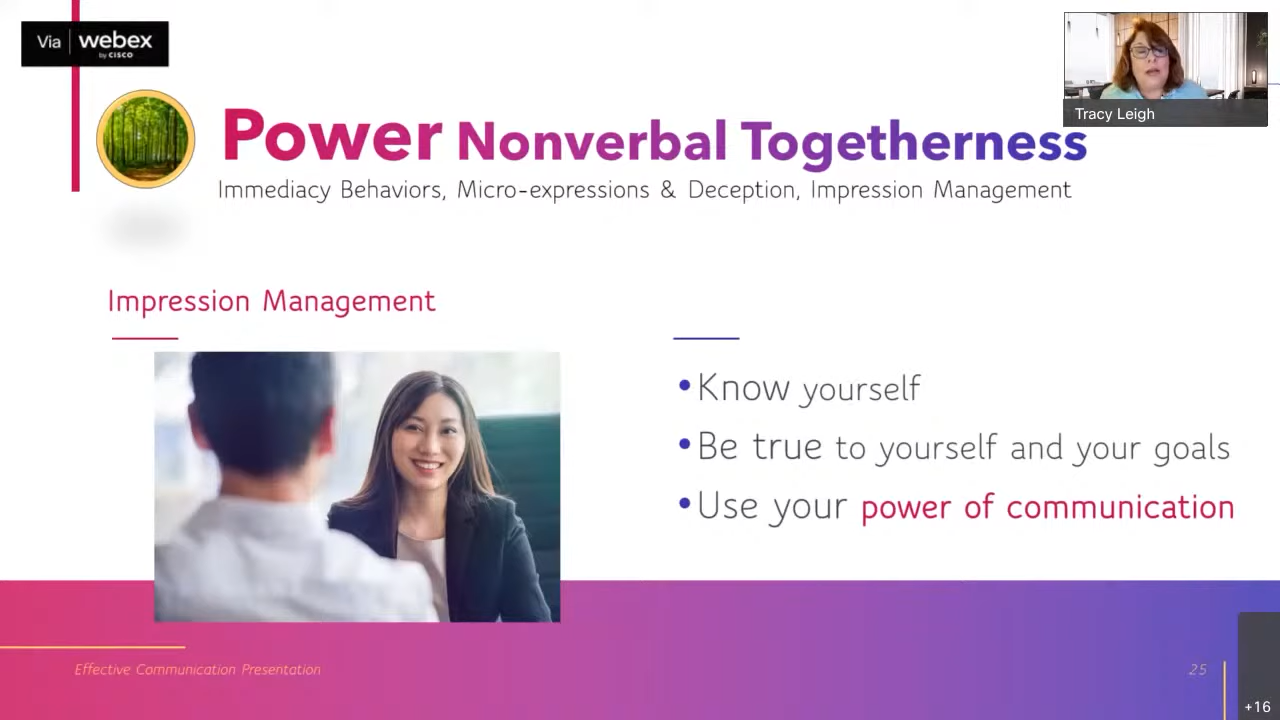 Via webex
by CISCO
Tracy Leigh
Power Nonverbal Togetherness
Immediacy Behaviors, Micro-expressions & Deception, Impression Management
Impression Management
•Know yourself
•Be true to yourself and your goals
•Use your power of communication
Effective Communication Presentation
25
+16